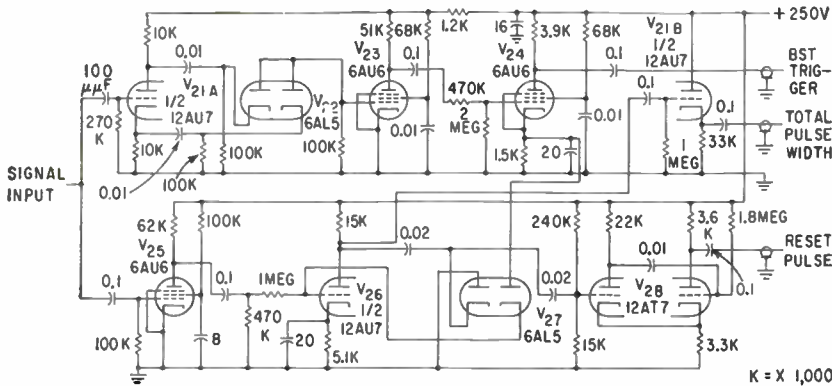 10K
0.01
V21A
1/2
12AU7
100
µµF
270
K
10K
0.01
100K
100K
6AL5
51K
68K
V23
6AU6
0.1
100K
0.01
1.2K
470K
2
MEG
16
V24
6AU6
3.9K
68K
0.1
0.01
1.5K
20
V21B
1/2
12AU7
0.1
1
MEG
33K
0.1
+250V
BST
TRIG-
GER
TOTAL
PULSE
WIDTH
SIGNAL
INPUT
62K
100K
V25
6AU6
0.1
100K
8
0.1
1MEG
470
K
20
15K
V26
1/2
12AU7
5.1K
0.02
V27
6AL5
0.02
240K
15K
22K
0.01
V28
12AT7
3.6
K
1.8MEG
0.1
3.3K
RESET
PULSE
K = X 1,000